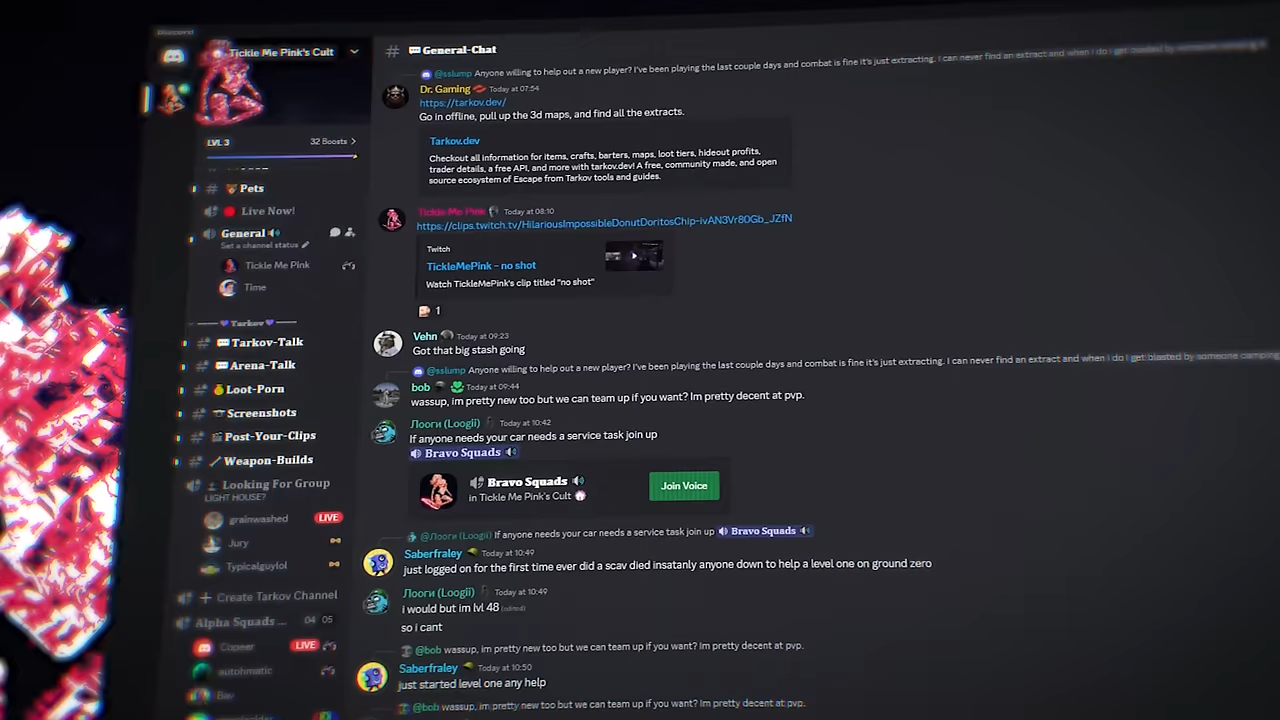 Discord
Tickle Me Pink's Cult
LVL 3
32 Boosts
Pets
Live Now!
General
Set a channel status
Tickle Me Pink
Time
Tarkov
Tarkov-Talk
Arena-Talk
Loot-Porn
Screenshots
Post-Your-Clips
Weapon-Builds
Looking For Group
LIGHT HOUSE?
grainwashed LIVE
Jury
Typicalguylol
+ Create Tarkov Channel
Alpha Squads ... 04 05
Copeer LIVE
autohmatic
Bav
# General-Chat
@sslump Anyone willing to help out a new player? I've been playing the last couple days and combat is fine it's just extracting. I can never find an extract and when I do I get blasted by someone camping
Dr. Gaming Today at 07:54
https://tarkov.dev/
Go in offline, pull up the 3d maps, and find all the extracts.
Tarkov.dev
Checkout all information for items, crafts, barters, maps, loot tiers, hideout profits,
trader details, a free API, and more with tarkov.dev! A free, community made, and open
source ecosystem of Escape from Tarkov tools and guides.
Tickle Me Pink Today at 08:10
https://clips.twitch.tv/HilariousImpossibleDonutDoritosChip-ivAN3Vr80Gb_JZfN
Twitch
TickleMePink - no shot
Watch TickleMePink's clip titled "no shot"
1
Vehn Today at 09:23
Got that big stash going
@sslump Anyone willing to help out a new player? I've been playing the last couple days and combat is fine it's just extracting. I can never find an extract and when I do I get blasted by someone camping
bob Today at 09:44
wassup, im pretty new too but we can team up if you want? Im pretty decent at pvp.
Лооги (Loogii) Today at 10:42
If anyone needs your car needs a service task join up
Bravo Squads
Bravo Squads
in Tickle Me Pink's Cult
Join Voice
@Лооги (Loogii) If anyone needs your car needs a service task join up Bravo Squads
Saberfraley Today at 10:49
just logged on for the first time ever did a scav died insatanly anyone down to help a level one on ground zero
Лооги (Loogii) Today at 10:49
i would but im lvl 48 (edited)
so i cant
@bob wassup, im pretty new too but we can team up if you want? Im pretty decent at pvp.
Saberfraley Today at 10:50
just started level one any help
@bob wassup, im pretty new too but we can team up if you want? Im pretty decent at pvp.